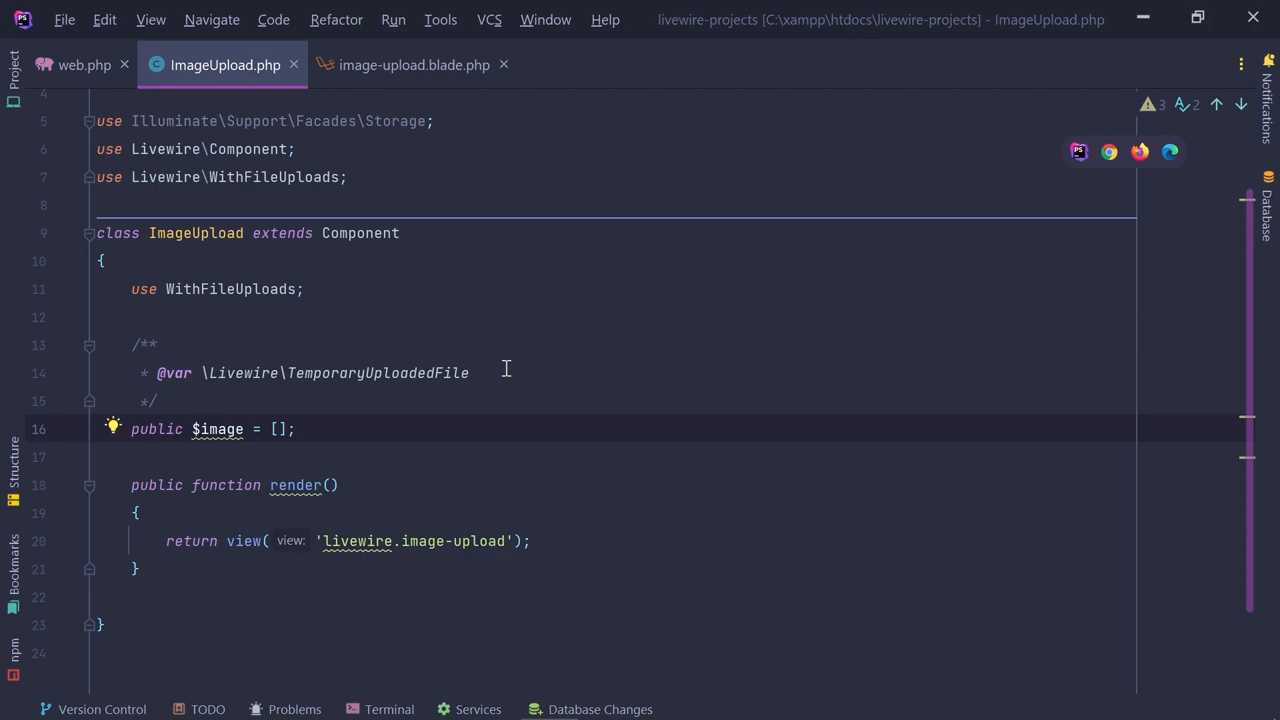 File Edit View Navigate Code Refactor Run Tools VCS Window Help livewire-projects [C:\xampp\htdocs\livewire-projects] - ImageUpload.php
Project
web.php ImageUpload.php image-upload.blade.php
Notifications
4
3 2
5 use Illuminate\Support\Facades\Storage;
6 use Livewire\Component;
7 use Livewire\WithFileUploads;
8
9 class ImageUpload extends Component
10 {
11 use WithFileUploads;
12
13 /**
14 * @var \Livewire\TemporaryUploadedFile
15 */
16 public $image = [];
17
18 public function render()
19 {
20 return view( view: 'livewire.image-upload');
21 }
22
23 }
24
Database
Structure
Bookmarks
npm
Version Control TODO Problems Terminal Services Database Changes